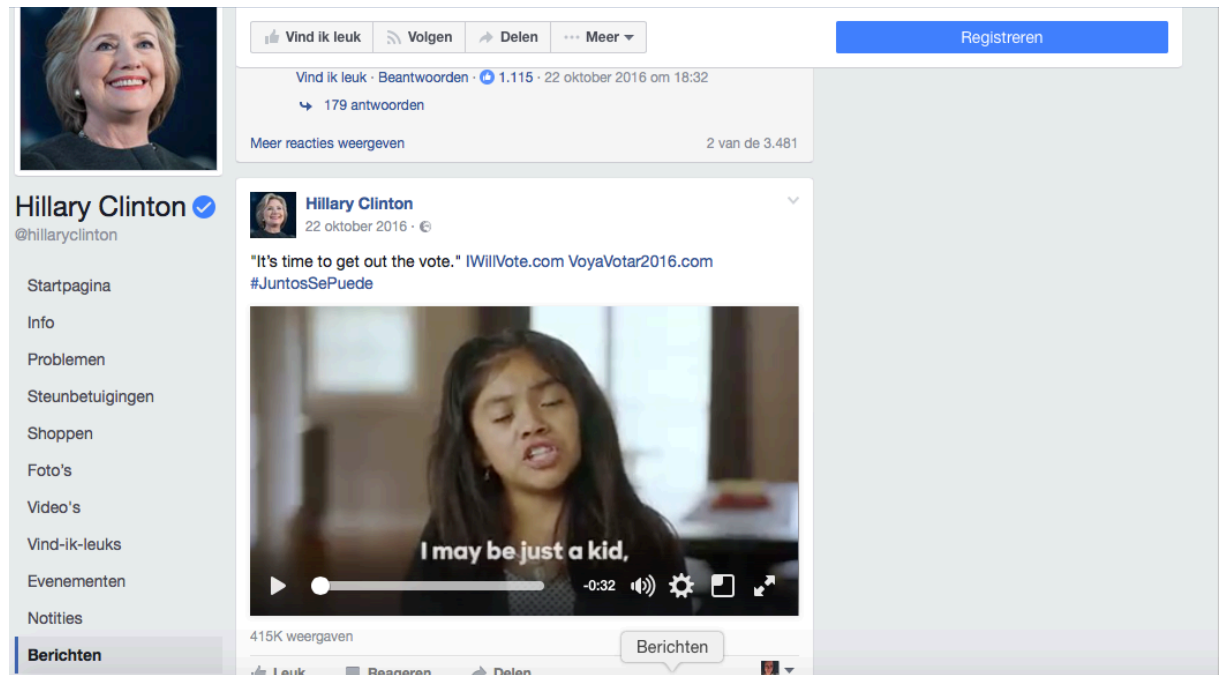 Vind ik leuk Volgen Delen Meer
Registreren
Vind ik leuk · Beantwoorden · 1.115 · 22 oktober 2016 om 18:32
179 antwoorden
Meer reacties weergeven 2 van de 3.481
Hillary Clinton
@hillaryclinton
Startpagina
Info
Problemen
Steunbetuigingen
Shoppen
Foto's
Video's
Vind-ik-leuks
Evenementen
Notities
Berichten
Hillary Clinton
22 oktober 2016 ·
"It's time to get out the vote." IWillVote.com VoyaVotar2016.com
#JuntosSePuede
I may be just a kid,
-0:32
415K weergaven
Leuk Reageren Delen
Berichten